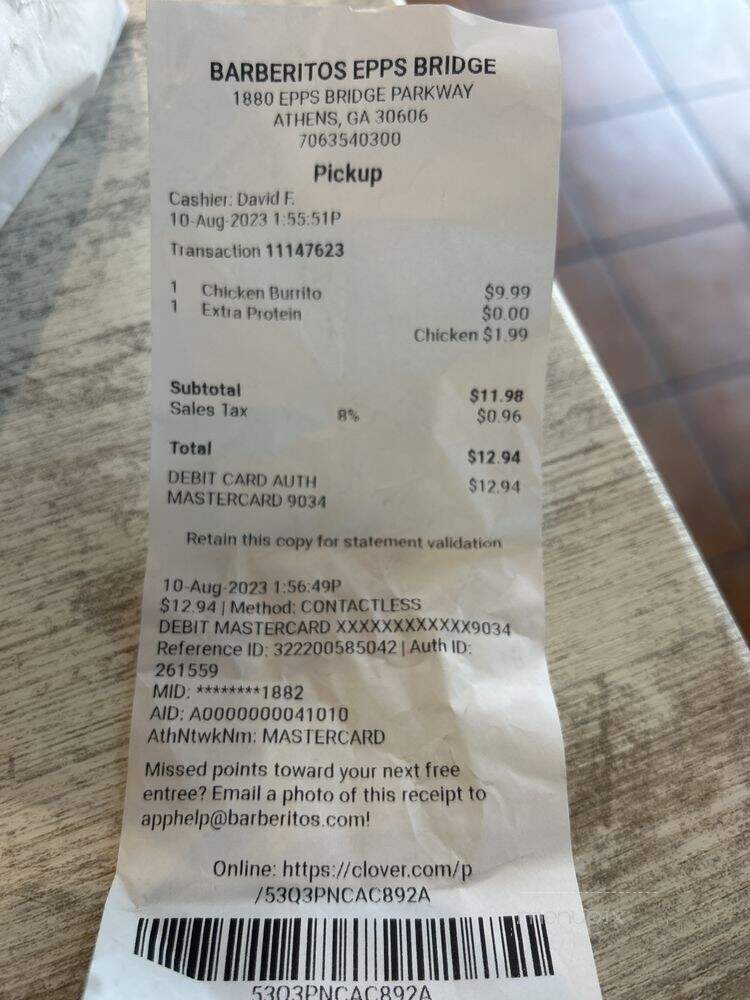 BARBERITOS EPPS BRIDGE
1880 EPPS BRIDGE PARKWAY
ATHENS, GA 30606
7063540300
Pickup
Cashier: David F.
10-Aug-2023 1:55:51P
Transaction 11147623
1 Chicken Burrito $9.99
1 Extra Protein $0.00
Chicken $1.99
Subtotal $11.98
Sales Tax 8% $0.96
Total $12.94
DEBIT CARD AUTH $12.94
MASTERCARD 9034
Retain this copy for statement validation
10-Aug-2023 1:56:49P
$12.94 | Method: CONTACTLESS
DEBIT MASTERCARD XXXXXXXXXXXX9034
Reference ID: 322200585042 | Auth ID:
261559
MID: ********1882
AID: A0000000041010
AthNtwkNm: MASTERCARD
Missed points toward your next free
entree? Email a photo of this receipt to
apphelp@barberitos.com!
Online: https://clover.com/p
/53Q3PNCAC892A
53Q3PNCAC892A